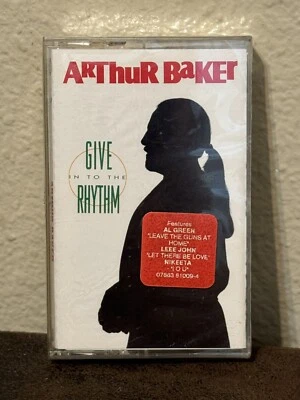 ARTHUR BAKER
GIVE
IN TO THE
RHYTHM
Features
AL GREEN
"LEAVE THE GUNS AT
HOME"
LEEE JOHN
"LET THERE BE LOVE"
NIKEETA
"I O U"
07863 61009-4